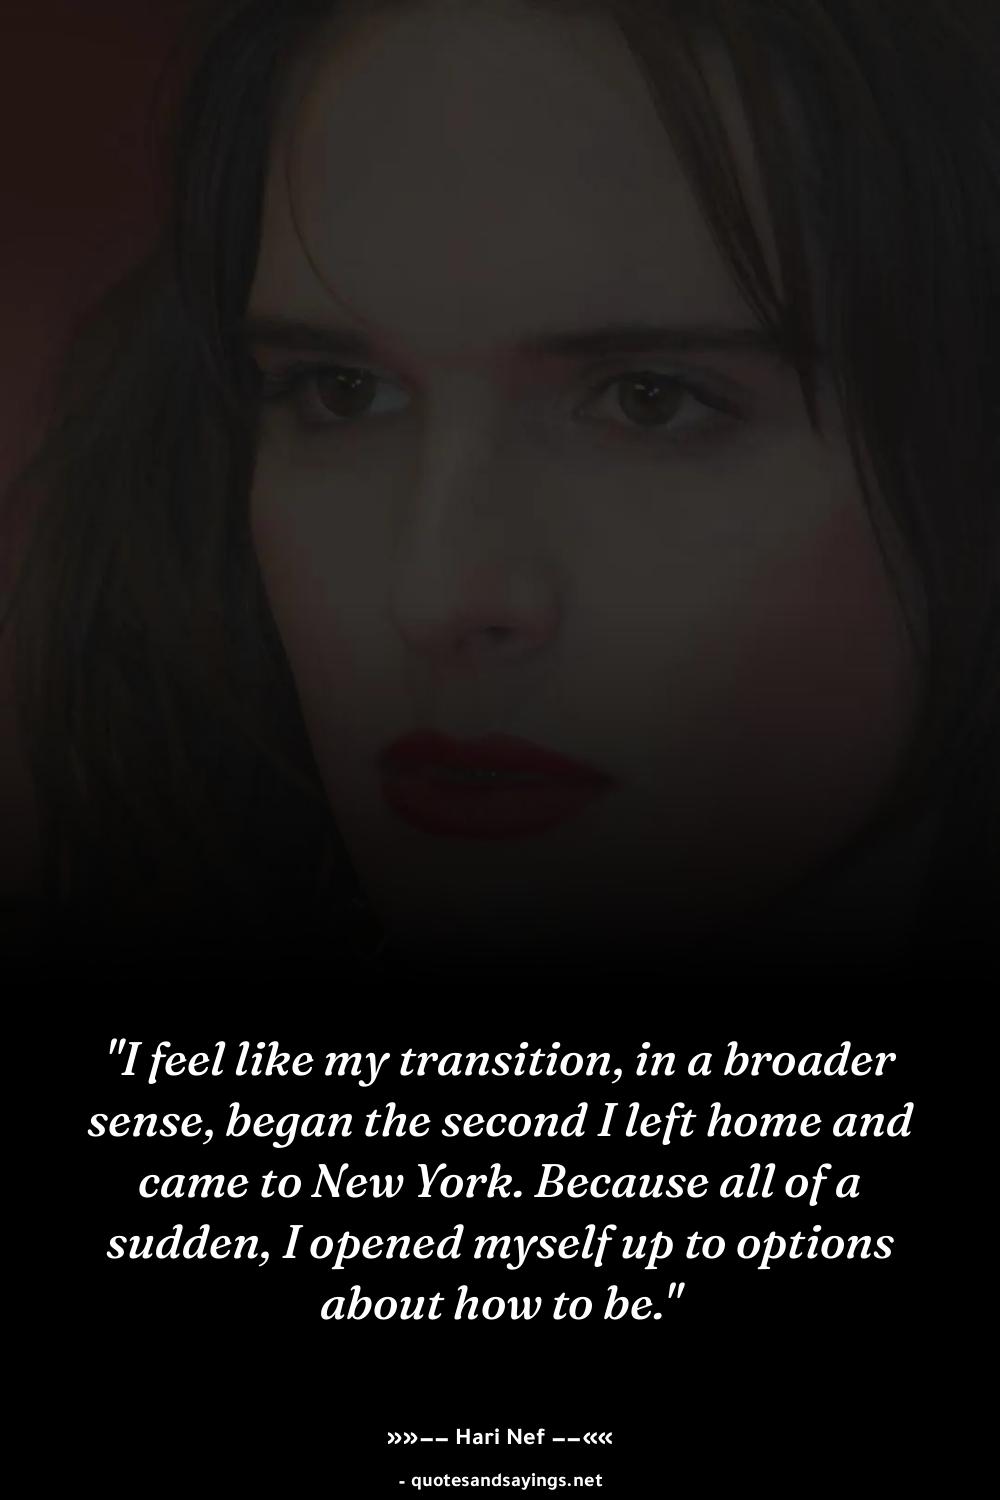 "I feel like my transition, in a broader
sense, began the second I left home and
came to New York. Because all of a
sudden, I opened myself up to options
about how to be."
»»−− Hari Nef −−««
- quotesandsayings.net